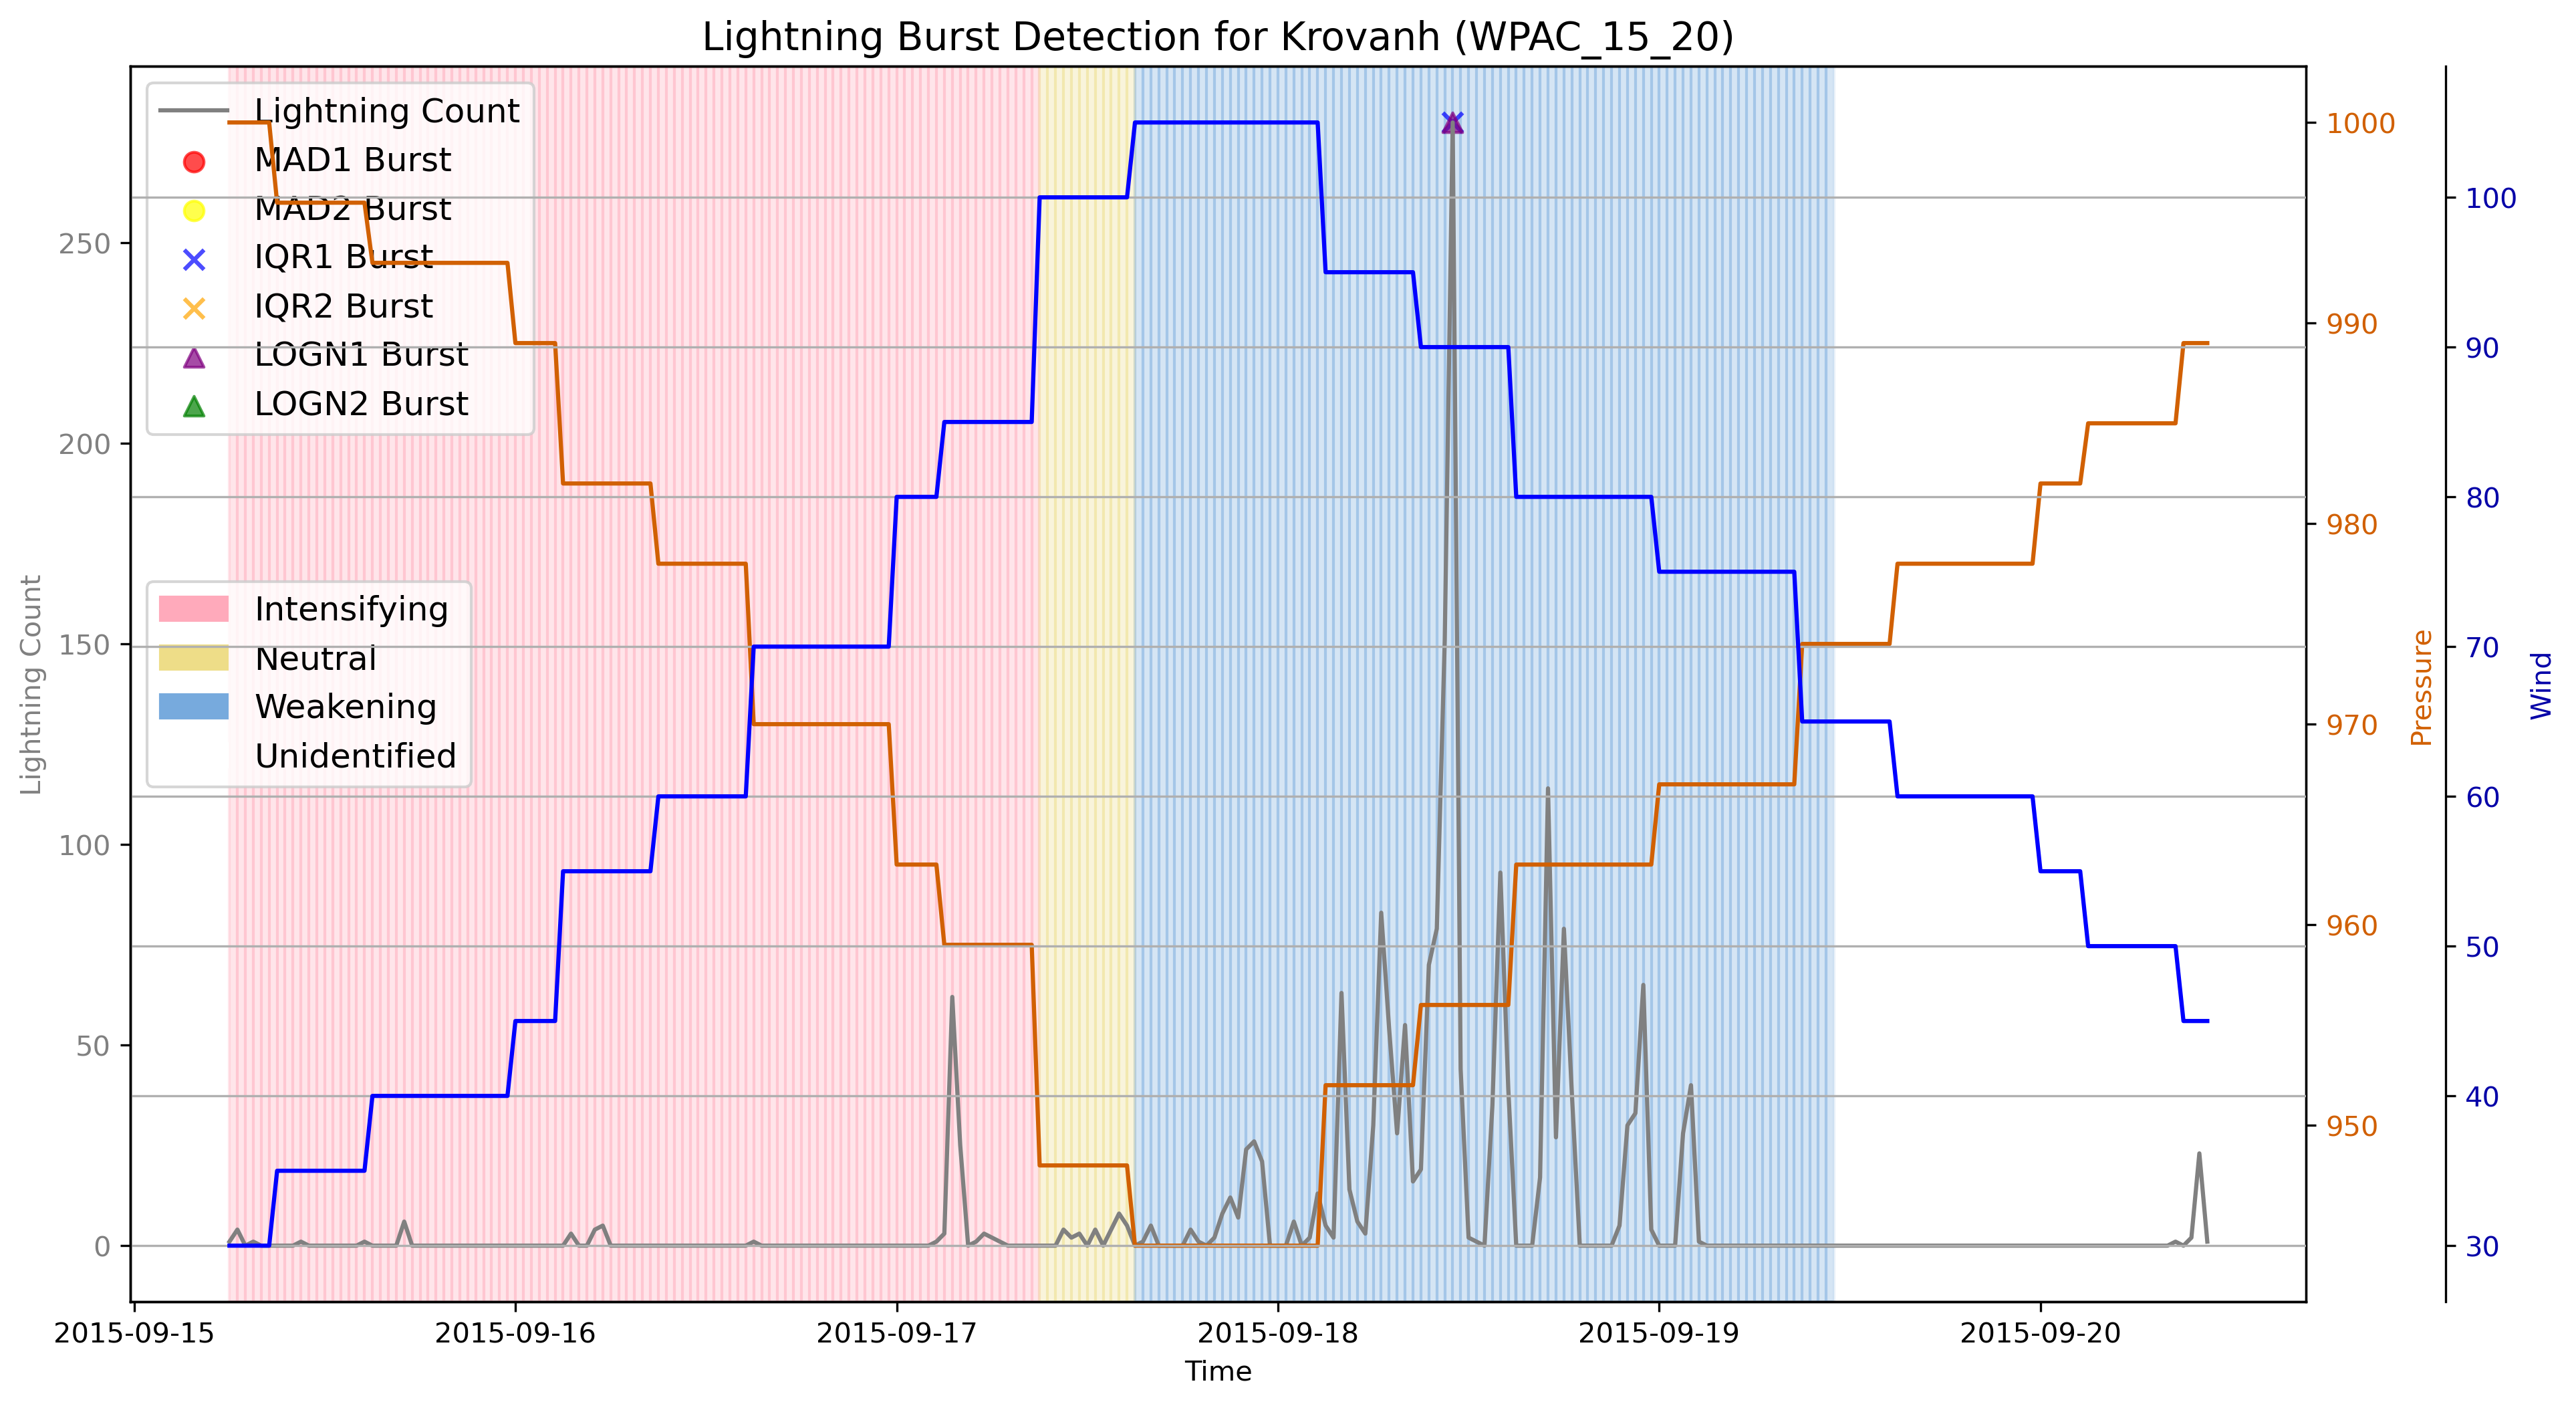 Lightning Burst Detection for Krovanh (WPAC_15_20)
Lightning Count
MAD1 Burst
MAD2 Burst
IQR1 Burst
IQR2 Burst
LOGN1 Burst
LOGN2 Burst
Intensifying
Neutral
Weakening
Unidentified
Lightning Count
250
200
150
100
50
0
1000
990
980
970
960
950
Pressure
100
90
80
70
60
50
40
30
Wind
2015-09-15
2015-09-16
2015-09-17
2015-09-18
2015-09-19
2015-09-20
Time